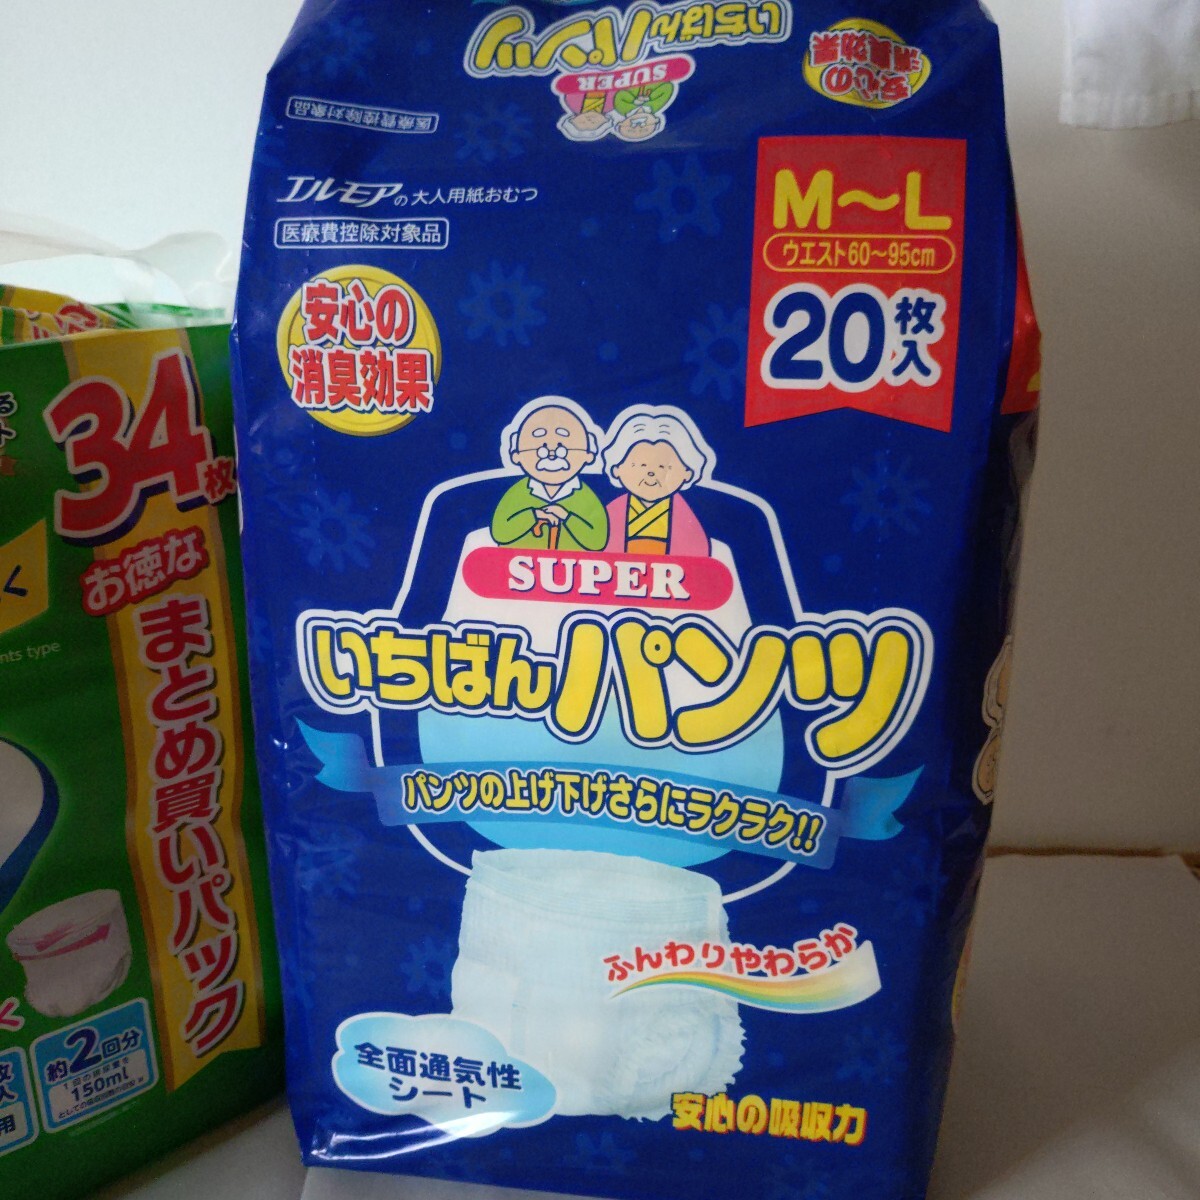 いちばんパンツ
SUPER
安心の
消臭効果
医療費控除対象品
エルモアの大人用紙おむつ
医療費控除対象品
安心の
消臭効果
M〜L
ウエスト60〜95cm
20枚入
SUPER
いちばんパンツ
パンツの上げ下げさらにラクラク!!
ふんわりやわらか
全面通気性
シート
安心の吸収力
34枚
お徳な
まとめ買いパック
nts type
約2回分
150ml